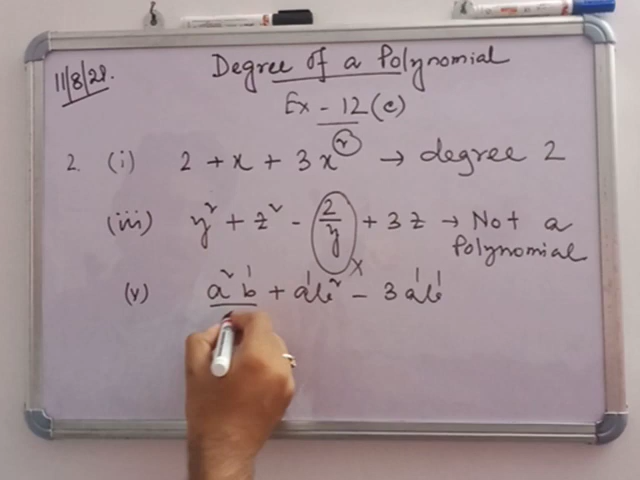 Degree of a Polynomial
11/8/21.
Ex - 12 (c)
2. (i) 2 + x + 3x² → degree 2
(iii) y² + z² - 2/y + 3z → Not a Polynomial
(v) a²b¹ + a¹b² - 3a¹b¹